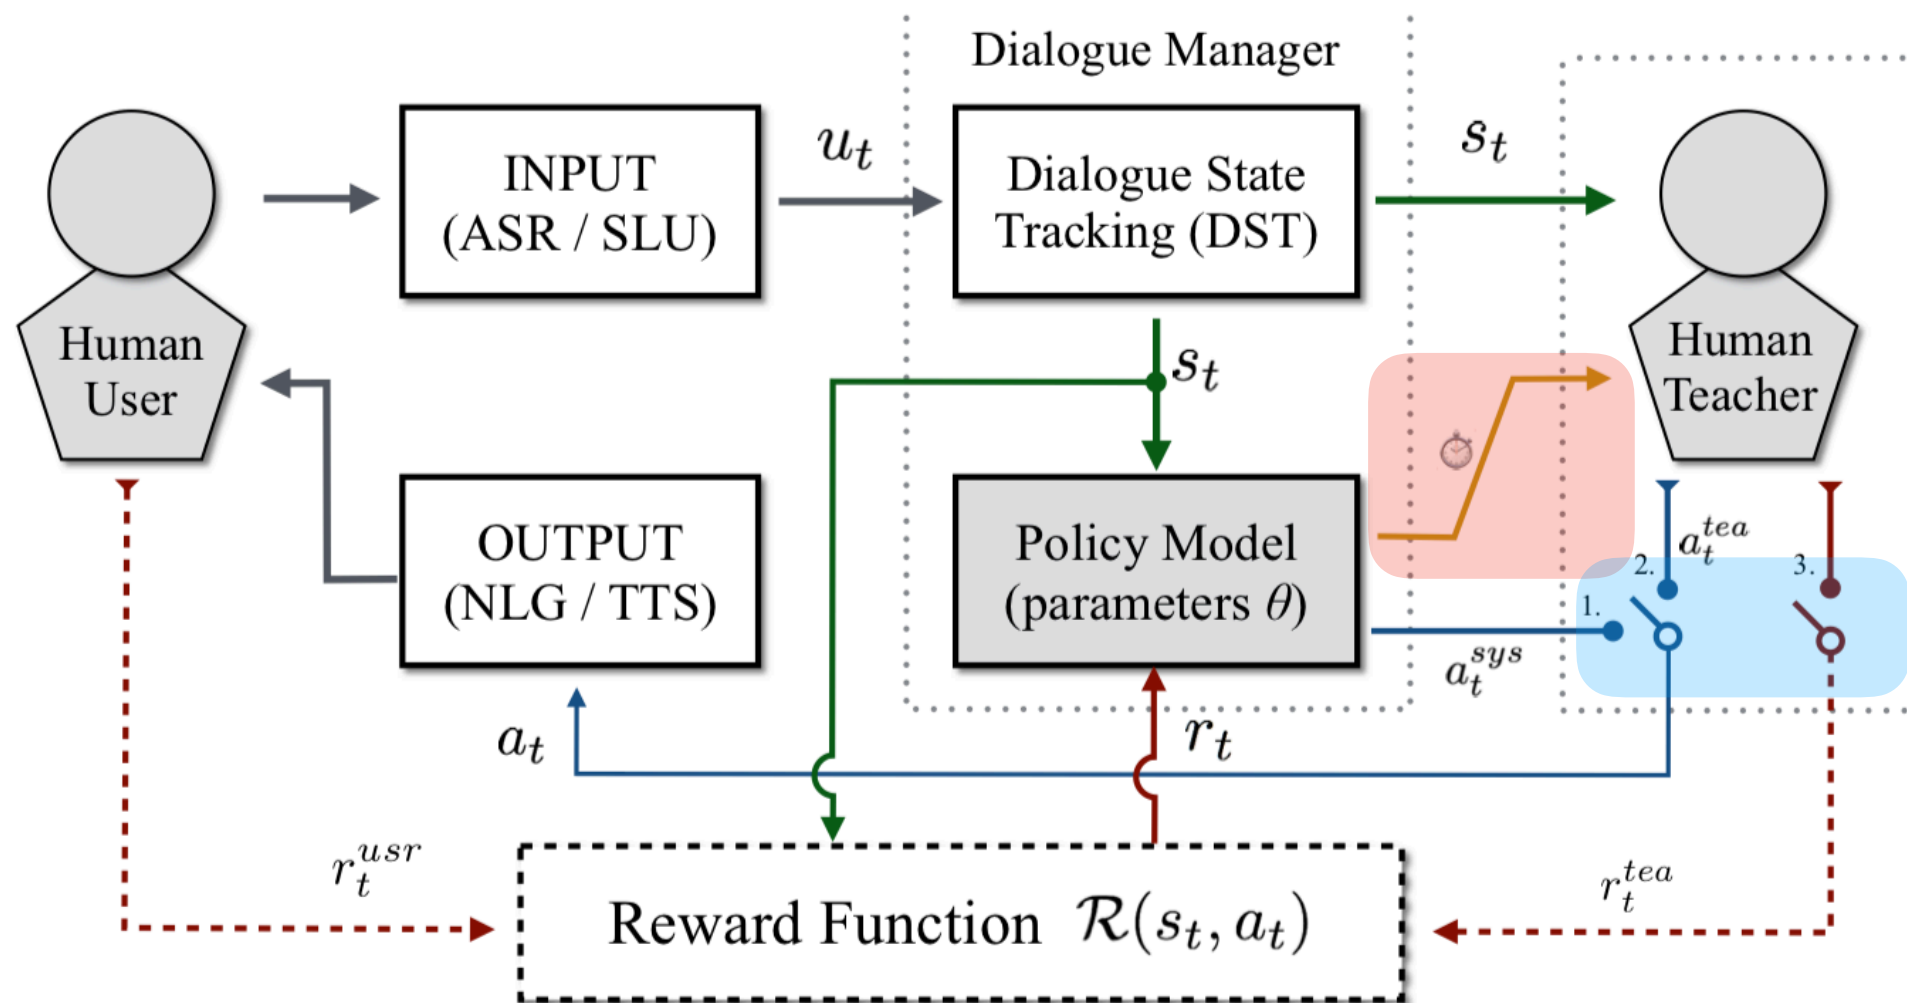 Dialogue Manager
INPUT
(ASR / SLU)
u_t
Dialogue State
Tracking (DST)
s_t
Human
User
s_t
Human
Teacher
OUTPUT
(NLG / TTS)
Policy Model
(parameters θ)
a_t^{tea}
1.
2.
3.
a_t^{sys}
a_t
r_t
r_t^{usr}
Reward Function R(s_t, a_t)
r_t^{tea}